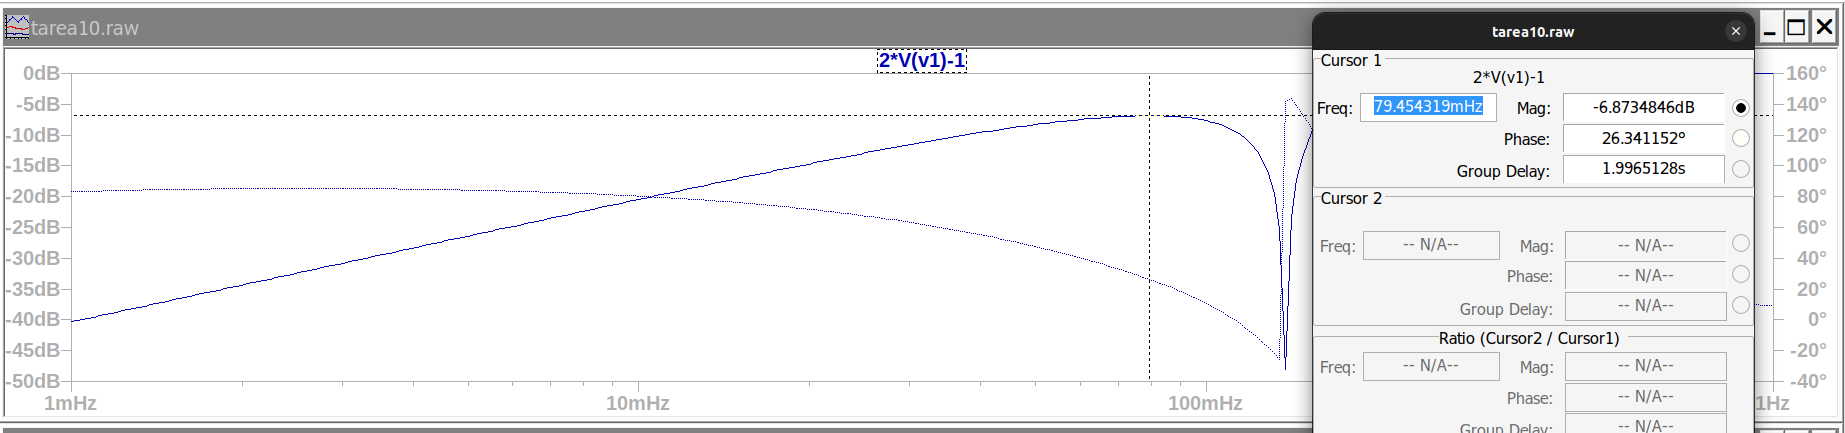 tarea10.raw
2*V(v1)-1
0dB
-5dB
-10dB
-15dB
-20dB
-25dB
-30dB
-35dB
-40dB
-45dB
-50dB
1mHz
10mHz
100mHz
1Hz
160°
140°
120°
100°
80°
60°
40°
20°
0°
-20°
-40°
tarea10.raw
Cursor 1
2*V(v1)-1
Freq: 79.454319mHz Mag: -6.8734846dB
Phase: 26.341152°
Group Delay: 1.9965128s
Cursor 2
Freq: -- N/A-- Mag: -- N/A--
Phase: -- N/A--
Group Delay: -- N/A--
Ratio (Cursor2 / Cursor1)
Freq: -- N/A-- Mag: -- N/A--
Phase: -- N/A--
Group Delay: -- N/A--